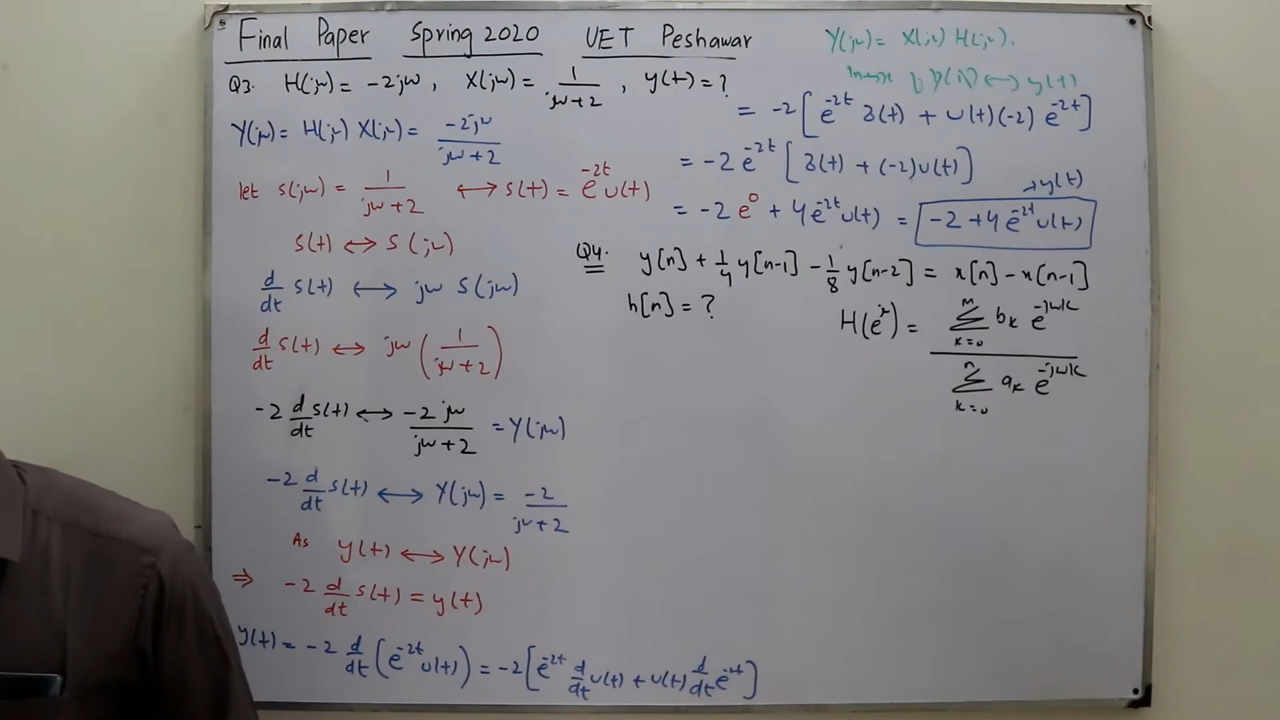 Final Paper Spring 2020 UET Peshawar
Q3. H(jω) = -2jω, X(jω) = 1/(jω+2), y(t) = ?
Y(jω) = H(jω) X(jω) = -2jω/(jω+2)
let s(jω) = 1/(jω+2) ⟷ s(t) = e^{-2t} u(t)
s(t) ⟷ S(jω)
d/dt s(t) ⟷ jω S(jω)
d/dt s(t) ⟷ jω (1/(jω+2))
-2 d/dt s(t) ⟷ -2jω/(jω+2) = Y(jω)
-2 d/dt s(t) ⟷ Y(jω) = -2/(jω+2)
As y(t) ⟷ Y(jω)
⇒ -2 d/dt s(t) = y(t)
y(t) = -2 d/dt (e^{-2t} u(t)) = -2[e^{-2t} d/dt u(t) + u(t) d/dt e^{-2t}]
Y(jω) = X(jω) H(jω).
⟷ y(t)
= -2[e^{-2t} δ(t) + u(t)(-2) e^{-2t}]
= -2 e^{-2t} [δ(t) + (-2)u(t)]
→ y(t)
= -2 e^0 + 4e^{-2t} u(t) = -2 + 4 e^{-2t} u(t)
Q4. y[n] + 1/4 y[n-1] - 1/8 y[n-2] = x[n] - x[n-1]
h[n] = ?
H(e^{jω}) = Σ_{k=0}^{m} b_k e^{-jωk} / Σ_{k=0}^{n} a_k e^{-jωk}